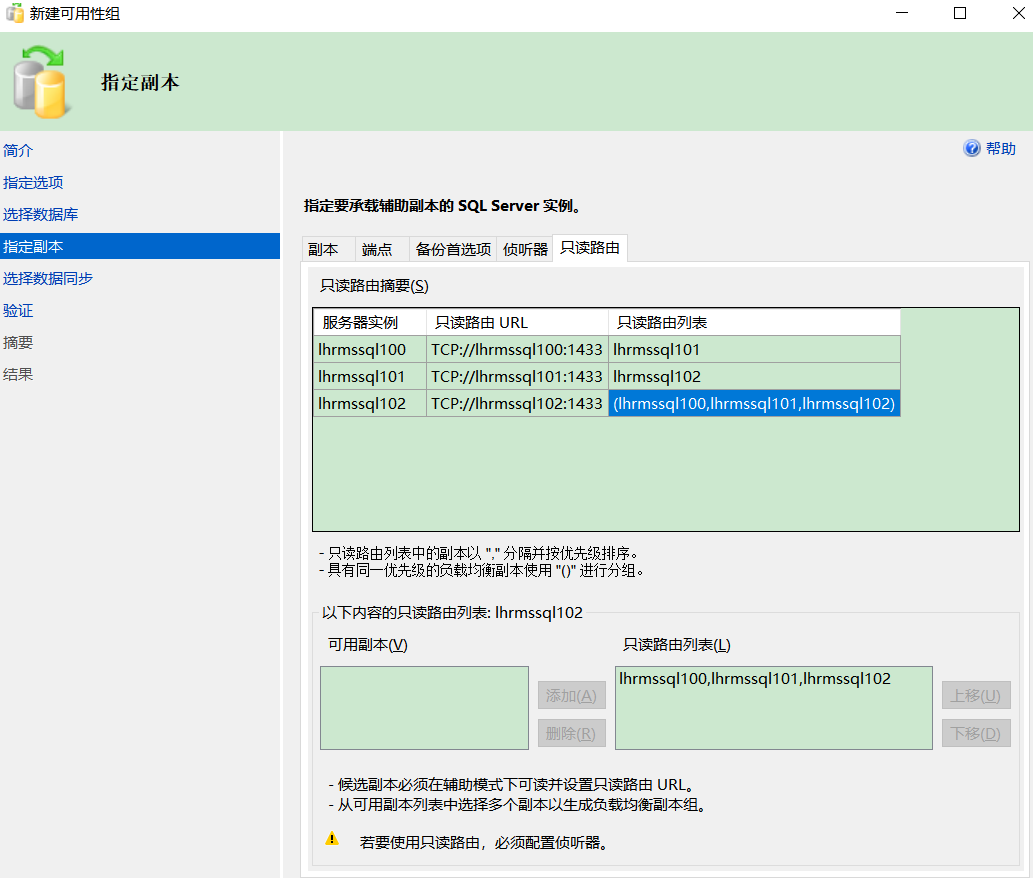 新建可用性组
指定副本
简介
指定选项
选择数据库
指定副本
选择数据同步
验证
摘要
结果
帮助
指定要承载辅助副本的 SQL Server 实例。
副本 端点 备份首选项 侦听器 只读路由
只读路由摘要(S)
服务器实例 只读路由 URL 只读路由列表
lhrmssql100 TCP://lhrmssql100:1433 lhrmssql101
lhrmssql101 TCP://lhrmssql101:1433 lhrmssql102
lhrmssql102 TCP://lhrmssql102:1433 (lhrmssql100,lhrmssql101,lhrmssql102)
- 只读路由列表中的副本以 "," 分隔并按优先级排序。
- 具有同一优先级的负载均衡副本使用 "()" 进行分组。
以下内容的只读路由列表: lhrmssql102
可用副本(V) 只读路由列表(L)
lhrmssql100,lhrmssql101,lhrmssql102
添加(A) 上移(U)
删除(R) 下移(D)
- 候选副本必须在辅助模式下可读并设置只读路由 URL。
- 从可用副本列表中选择多个副本以生成负载均衡副本组。
若要使用只读路由，必须配置侦听器。